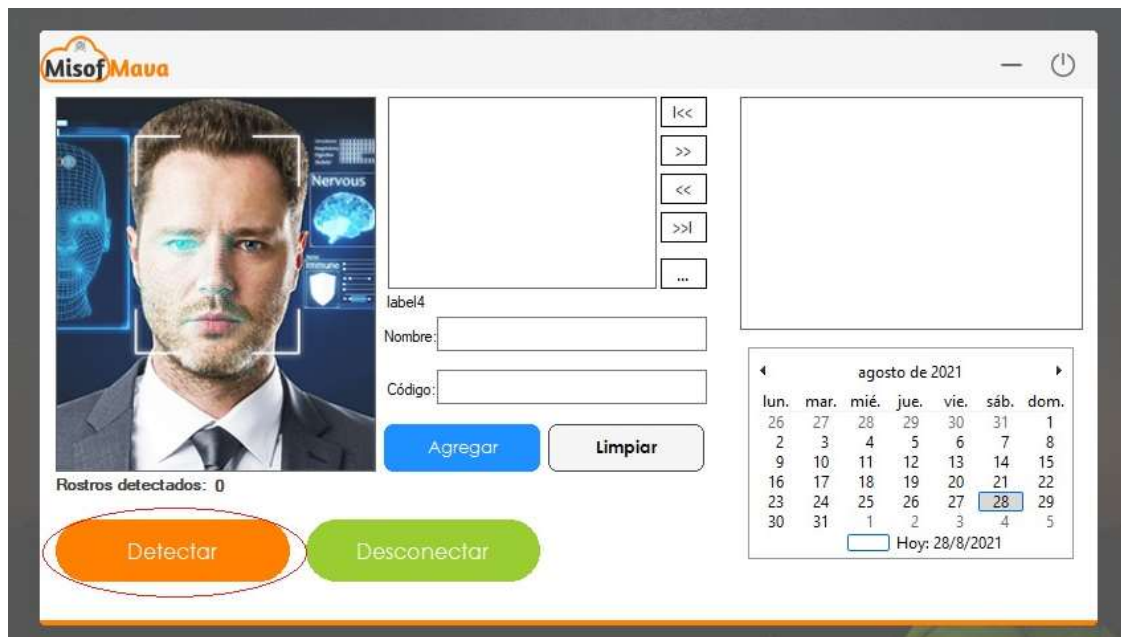 MisofMava
Nervous
Immune
label4
Nombre:
Código:
Agregar
Limpiar
Rostros detectados: 0
Detectar
Desconectar
|<<
>>
<<
>>|
...
agosto de 2021
lun. mar. mié. jue. vie. sáb. dom.
26 27 28 29 30 31 1
2 3 4 5 6 7 8
9 10 11 12 13 14 15
16 17 18 19 20 21 22
23 24 25 26 27 28 29
30 31 1 2 3 4 5
Hoy: 28/8/2021